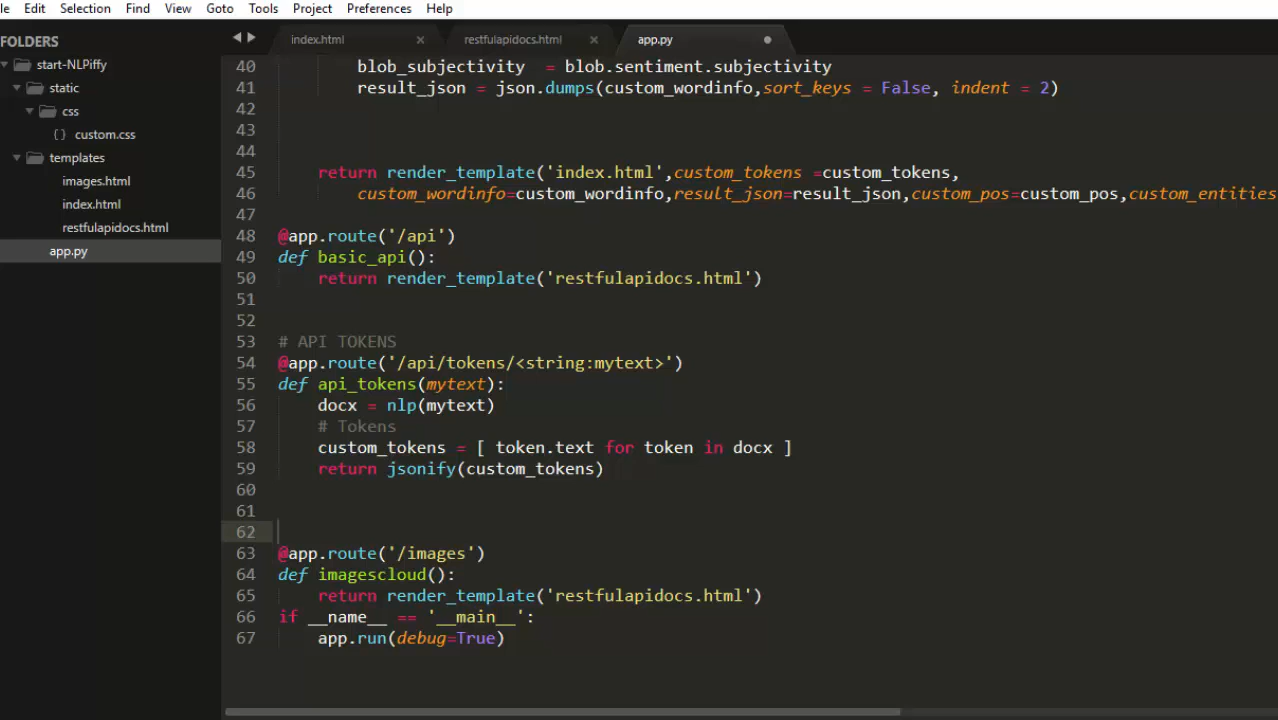 le Edit Selection Find View Goto Tools Project Preferences Help
FOLDERS
start-NLPiffy
static
css
{} custom.css
templates
images.html
index.html
restfulapidocs.html
app.py
index.html × restfulapidocs.html × app.py
40 blob_subjectivity = blob.sentiment.subjectivity
41 result_json = json.dumps(custom_wordinfo,sort_keys = False, indent = 2)
42
43
44
45 return render_template('index.html',custom_tokens =custom_tokens,
46 custom_wordinfo=custom_wordinfo,result_json=result_json,custom_pos=custom_pos,custom_entities
47
48 @app.route('/api')
49 def basic_api():
50 return render_template('restfulapidocs.html')
51
52
53 # API TOKENS
54 @app.route('/api/tokens/<string:mytext>')
55 def api_tokens(mytext):
56 docx = nlp(mytext)
57 # Tokens
58 custom_tokens = [ token.text for token in docx ]
59 return jsonify(custom_tokens)
60
61
62
63 @app.route('/images')
64 def imagescloud():
65 return render_template('restfulapidocs.html')
66 if __name__ == '__main__':
67 app.run(debug=True)